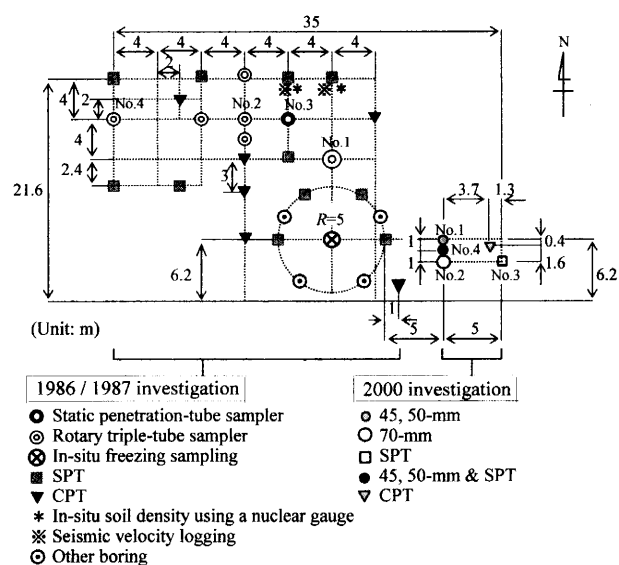 35
N
4 4 4 4 4 4
2
4 2 No.4 No.2 No.3
No.1
4
2.4
3
21.6
3.7 1.3
R=5
No.1
1 No.4 0.4
6.2
1 No.2 No.3 1.6
6.2
1
5 5
(Unit: m)
1986 / 1987 investigation
Static penetration-tube sampler
Rotary triple-tube sampler
In-situ freezing sampling
SPT
CPT
* In-situ soil density using a nuclear gauge
※ Seismic velocity logging
Other boring
2000 investigation
45, 50-mm
70-mm
SPT
45, 50-mm & SPT
CPT